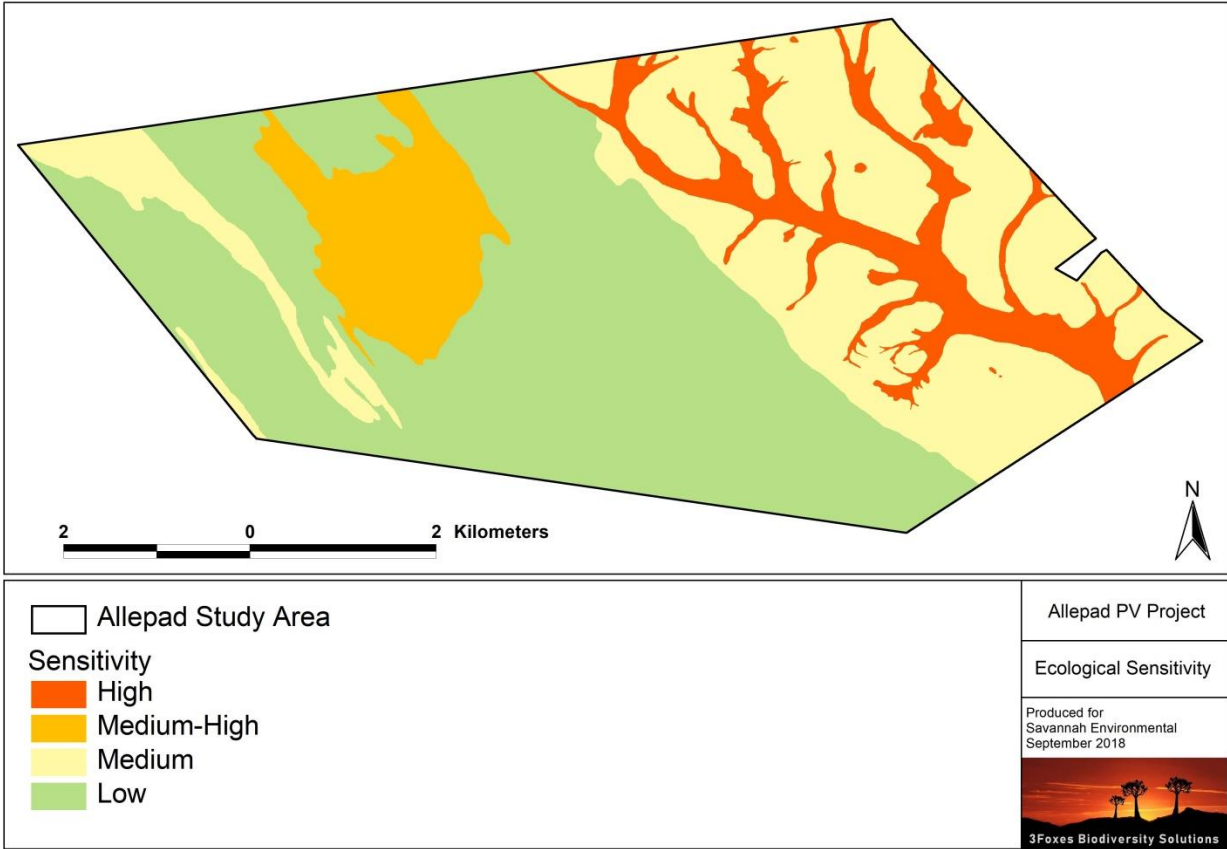 N
2 0 2 Kilometers
Allepad Study Area
Sensitivity
High
Medium-High
Medium
Low
Allepad PV Project
Ecological Sensitivity
Produced for
Savannah Environmental
September 2018
3Foxes Biodiversity Solutions